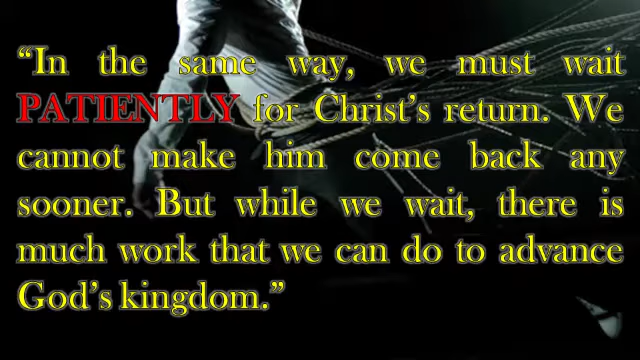 “In the same way, we must wait
PATIENTLY for Christ’s return. We
cannot make him come back any
sooner. But while we wait, there is
much work that we can do to advance
God’s kingdom.”